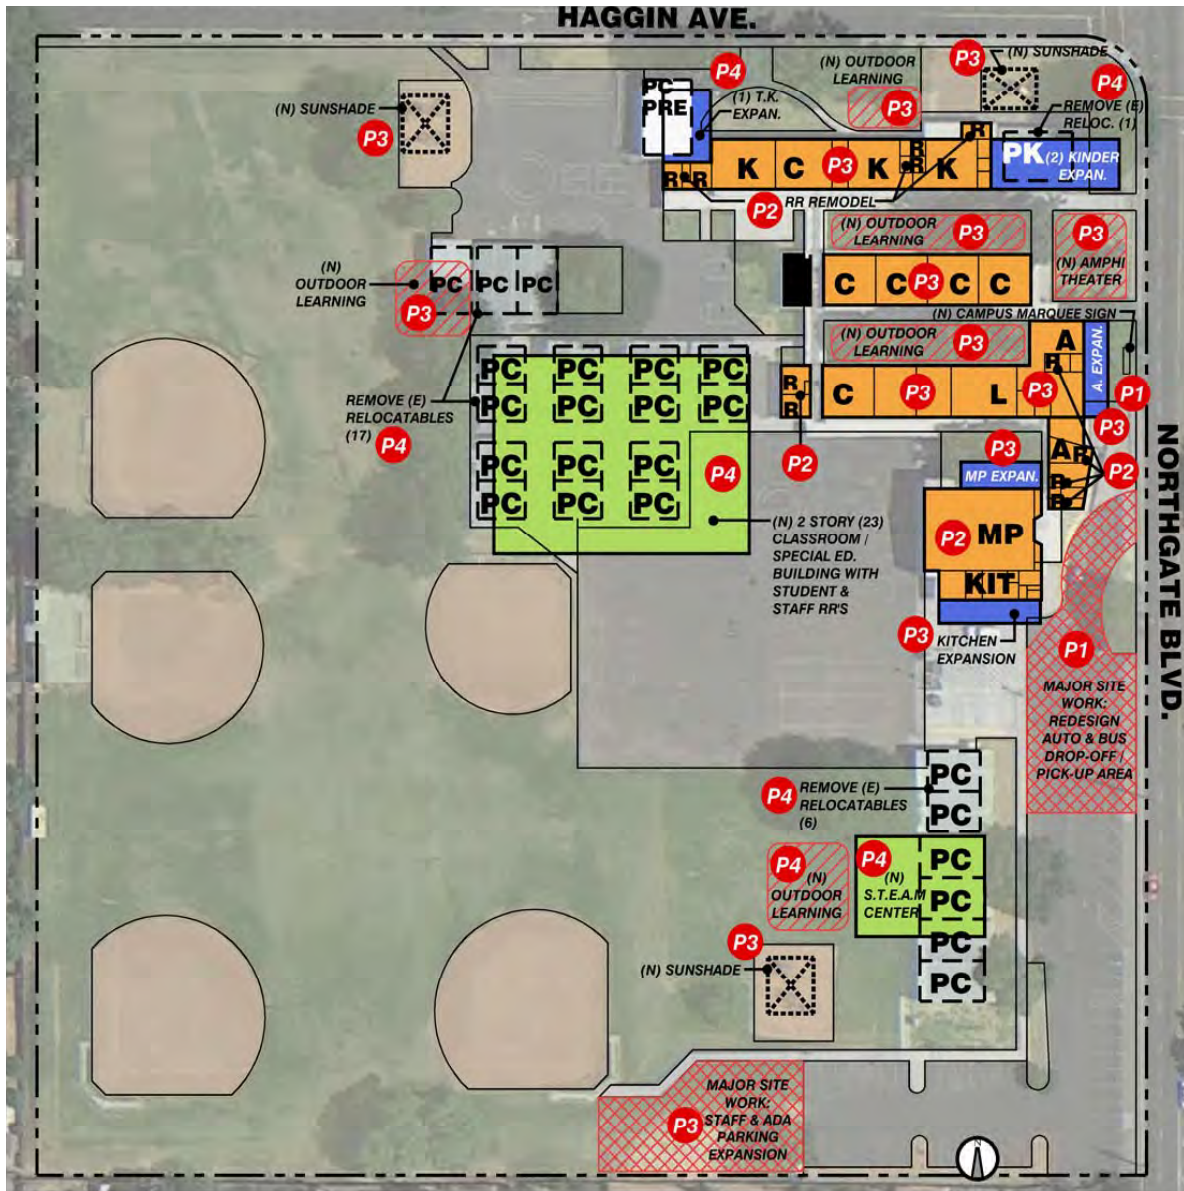 HAGGIN AVE.
P4
(N) OUTDOOR
LEARNING
P3
P3
(N) SUNSHADE
P4
PC
PRE
(1) T.K.
EXPAN.
REMOVE (E)
RELOC. (1)
(N) SUNSHADE
P3
R
R
R
K
C
P3
K
K
PK
(2) KINDER
EXPAN.
R
R
P2
RR REMODEL
(N) OUTDOOR
LEARNING
P3
P3
(N) AMPHI
THEATER
(N)
OUTDOOR
LEARNING
P3
PC
PC
PC
C
C
P3
C
C
(N) CAMPUS MARQUEE SIGN
(N) OUTDOOR
LEARNING
P3
A
R
A. EXPAN.
PC
PC
PC
PC
PC
PC
PC
PC
REMOVE (E)
RELOCATABLES
(17)
P4
R
R
C
P3
L
P3
P1
P3
PC
PC
PC
PC
PC
PC
P4
P2
P3
A
R
R
R
P2
MP EXPAN.
NORTHGATE BLVD.
(N) 2 STORY (23)
CLASSROOM /
SPECIAL ED.
BUILDING WITH
STUDENT &
STAFF RR'S
P2
MP
KIT
P3
KITCHEN
EXPANSION
P1
MAJOR SITE
WORK:
REDESIGN
AUTO & BUS
DROP-OFF /
PICK-UP AREA
P4
REMOVE (E)
RELOCATABLES
(6)
PC
PC
P4
(N)
OUTDOOR
LEARNING
P4
(N)
S.T.E.A.M
CENTER
PC
PC
PC
PC
P3
(N) SUNSHADE
MAJOR SITE
WORK:
STAFF & ADA
PARKING
EXPANSION
P3
N